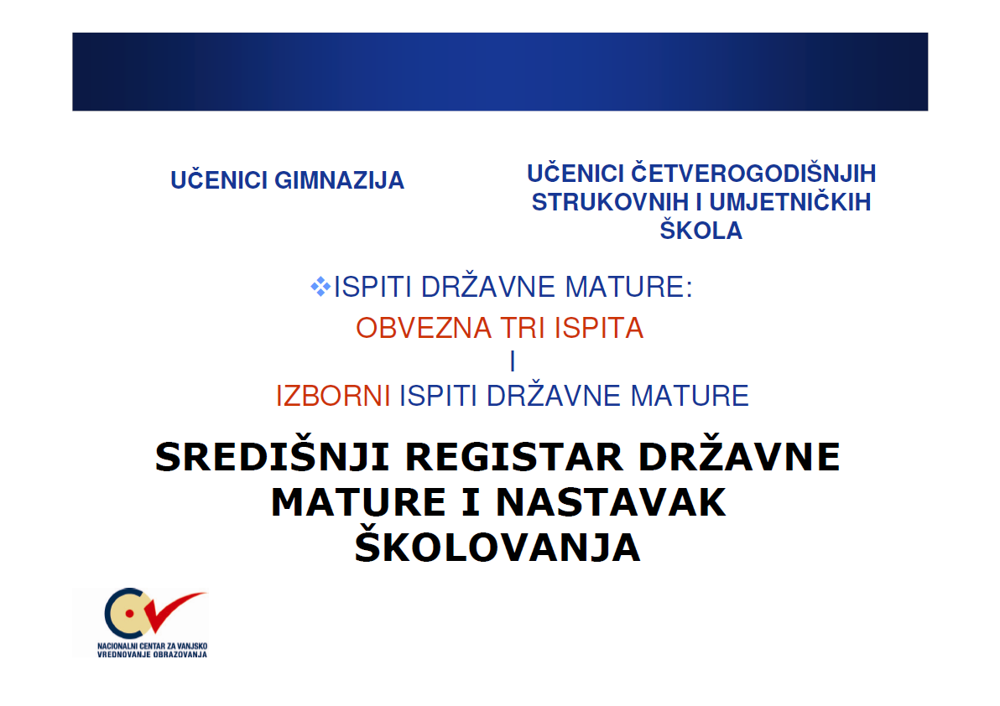 UČENICI GIMNAZIJA
UČENICI ČETVEROGODIŠNJIH
STRUKOVNIH I UMJETNIČKIH
ŠKOLA
❖ISPITI DRŽAVNE MATURE:
OBVEZNA TRI ISPITA
I
IZBORNI ISPITI DRŽAVNE MATURE
SREDIŠNJI REGISTAR DRŽAVNE
MATURE I NASTAVAK
ŠKOLOVANJA
NACIONALNI CENTAR ZA VANJSKO
VREDNOVANJE OBRAZOVANJA